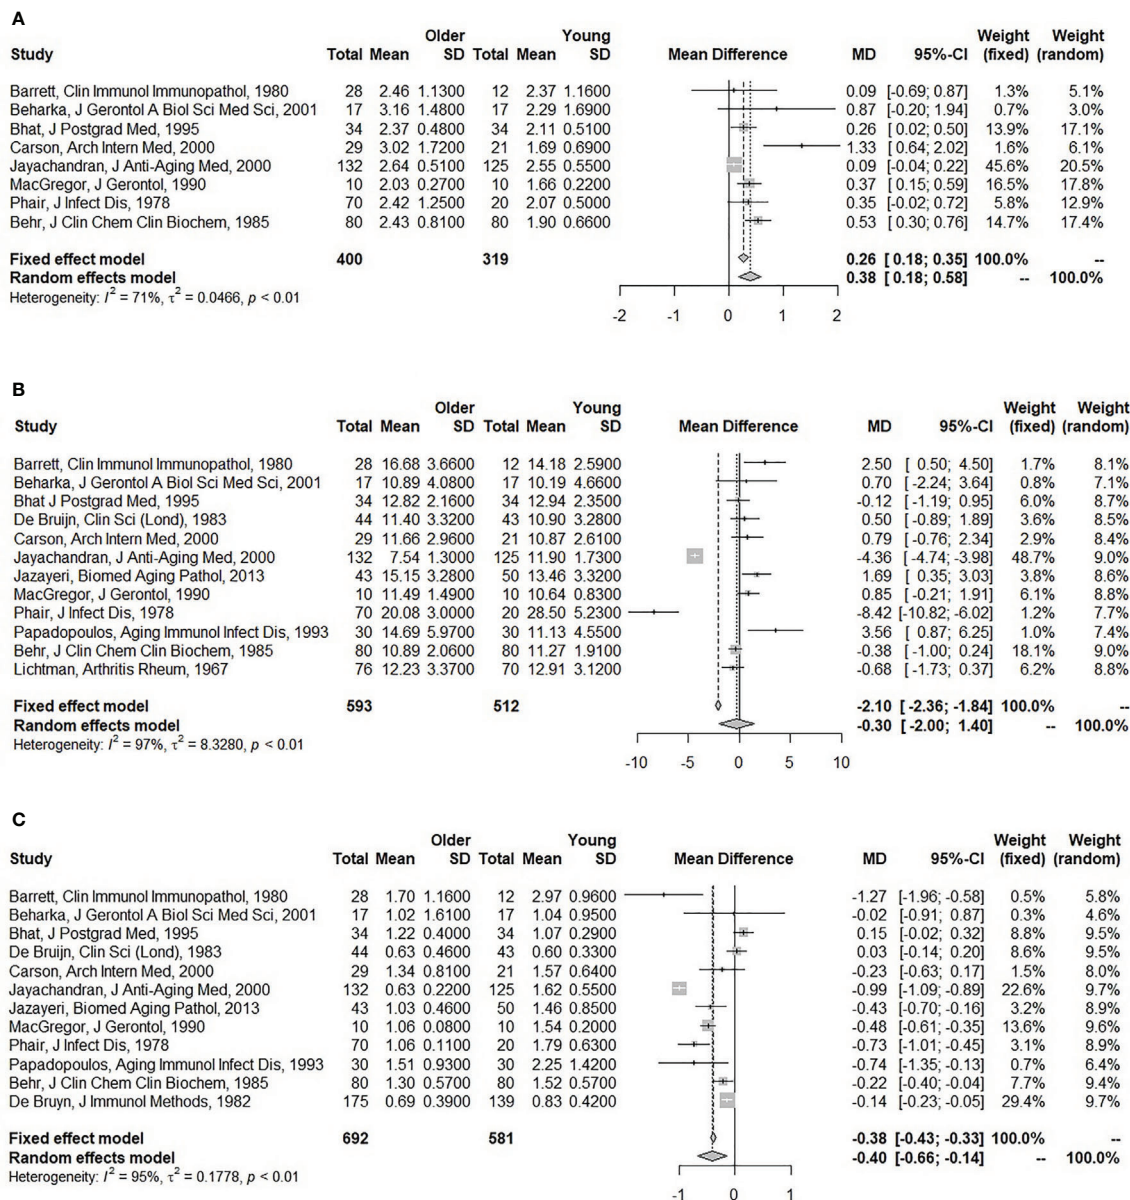 A
Older Young Weight Weight
Study Total Mean SD Total Mean SD Mean Difference MD 95%-CI (fixed) (random)
Barrett, Clin Immunol Immunopathol, 1980 28 2.46 1.1300 12 2.37 1.1600 0.09 [-0.69; 0.87] 1.3% 5.1%
Beharka, J Gerontol A Biol Sci Med Sci, 2001 17 3.16 1.4800 17 2.29 1.6900 0.87 [-0.20; 1.94] 0.7% 3.0%
Bhat, J Postgrad Med, 1995 34 2.37 0.4800 34 2.11 0.5100 0.26 [ 0.02; 0.50] 13.9% 17.1%
Carson, Arch Intern Med, 2000 29 3.02 1.7200 21 1.69 0.6900 1.33 [ 0.64; 2.02] 1.6% 6.1%
Jayachandran, J Anti-Aging Med, 2000 132 2.64 0.5100 125 2.55 0.5500 0.09 [-0.04; 0.22] 45.6% 20.5%
MacGregor, J Gerontol, 1990 10 2.03 0.2700 10 1.66 0.2200 0.37 [ 0.15; 0.59] 16.5% 17.8%
Phair, J Infect Dis, 1978 70 2.42 1.2500 20 2.07 0.5000 0.35 [-0.02; 0.72] 5.8% 12.9%
Behr, J Clin Chem Clin Biochem, 1985 80 2.43 0.8100 80 1.90 0.6600 0.53 [ 0.30; 0.76] 14.7% 17.4%
Fixed effect model 400 319 0.26 [ 0.18; 0.35] 100.0% --
Random effects model 0.38 [ 0.18; 0.58] -- 100.0%
Heterogeneity: I² = 71%, τ² = 0.0466, p < 0.01
-2 -1 0 1 2
B
Older Young Weight Weight
Study Total Mean SD Total Mean SD Mean Difference MD 95%-CI (fixed) (random)
Barrett, Clin Immunol Immunopathol, 1980 28 16.68 3.6600 12 14.18 2.5900 2.50 [ 0.50; 4.50] 1.7% 8.1%
Beharka, J Gerontol A Biol Sci Med Sci, 2001 17 10.89 4.0800 17 10.19 4.6600 0.70 [ -2.24; 3.64] 0.8% 7.1%
Bhat J Postgrad Med, 1995 34 12.82 2.1600 34 12.94 2.3500 -0.12 [ -1.19; 0.95] 6.0% 8.7%
De Bruijn, Clin Sci (Lond), 1983 44 11.40 3.3200 43 10.90 3.2800 0.50 [ -0.89; 1.89] 3.6% 8.5%
Carson, Arch Intern Med, 2000 29 11.66 2.9600 21 10.87 2.6100 0.79 [ -0.76; 2.34] 2.9% 8.4%
Jayachandran, J Anti-Aging Med, 2000 132 7.54 1.3000 125 11.90 1.7300 -4.36 [ -4.74; -3.98] 48.7% 9.0%
Jazayeri, Biomed Aging Pathol, 2013 43 15.15 3.2800 50 13.46 3.3200 1.69 [ 0.35; 3.03] 3.8% 8.6%
MacGregor, J Gerontol, 1990 10 11.49 1.4900 10 10.64 0.8300 0.85 [ -0.21; 1.91] 6.1% 8.8%
Phair, J Infect Dis, 1978 70 20.08 3.0000 20 28.50 5.2300 -8.42 [-10.82; -6.02] 1.2% 7.7%
Papadopoulos, Aging Immunol Infect Dis, 1993 30 14.69 5.9700 30 11.13 4.5500 3.56 [ 0.87; 6.25] 1.0% 7.4%
Behr, J Clin Chem Clin Biochem, 1985 80 10.89 2.0600 80 11.27 1.9100 -0.38 [ -1.00; 0.24] 18.1% 9.0%
Lichtman, Arthritis Rheum, 1967 76 12.23 3.3700 70 12.91 3.1200 -0.68 [ -1.73; 0.37] 6.2% 8.8%
Fixed effect model 593 512 -2.10 [ -2.36; -1.84] 100.0% --
Random effects model -0.30 [ -2.00; 1.40] -- 100.0%
Heterogeneity: I² = 97%, τ² = 8.3280, p < 0.01
-10 -5 0 5 10
C
Older Young Weight Weight
Study Total Mean SD Total Mean SD Mean Difference MD 95%-CI (fixed) (random)
Barrett, Clin Immunol Immunopathol, 1980 28 1.70 1.1600 12 2.97 0.9600 -1.27 [-1.96; -0.58] 0.5% 5.8%
Beharka, J Gerontol A Biol Sci Med Sci, 2001 17 1.02 1.6100 17 1.04 0.9500 -0.02 [-0.91; 0.87] 0.3% 4.6%
Bhat, J Postgrad Med, 1995 34 1.22 0.4000 34 1.07 0.2900 0.15 [-0.02; 0.32] 8.8% 9.5%
De Bruijn, Clin Sci (Lond), 1983 44 0.63 0.4600 43 0.60 0.3300 0.03 [-0.14; 0.20] 8.6% 9.5%
Carson, Arch Intern Med, 2000 29 1.34 0.8100 21 1.57 0.6400 -0.23 [-0.63; 0.17] 1.5% 8.0%
Jayachandran, J Anti-Aging Med, 2000 132 0.63 0.2200 125 1.62 0.5500 -0.99 [-1.09; -0.89] 22.6% 9.7%
Jazayeri, Biomed Aging Pathol, 2013 43 1.03 0.4600 50 1.46 0.8500 -0.43 [-0.70; -0.16] 3.2% 8.9%
MacGregor, J Gerontol, 1990 10 1.06 0.0800 10 1.54 0.2000 -0.48 [-0.61; -0.35] 13.6% 9.6%
Phair, J Infect Dis, 1978 70 1.06 0.1100 20 1.79 0.6300 -0.73 [-1.01; -0.45] 3.1% 8.9%
Papadopoulos, Aging Immunol Infect Dis, 1993 30 1.51 0.9300 30 2.25 1.4200 -0.74 [-1.35; -0.13] 0.7% 6.4%
Behr, J Clin Chem Clin Biochem, 1985 80 1.30 0.5700 80 1.52 0.5700 -0.22 [-0.40; -0.04] 7.7% 9.4%
De Bruyn, J Immunol Methods, 1982 175 0.69 0.3900 139 0.83 0.4200 -0.14 [-0.23; -0.05] 29.4% 9.7%
Fixed effect model 692 581 -0.38 [-0.43; -0.33] 100.0% --
Random effects model -0.40 [-0.66; -0.14] -- 100.0%
Heterogeneity: I² = 95%, τ² = 0.1778, p < 0.01
-1 0 1